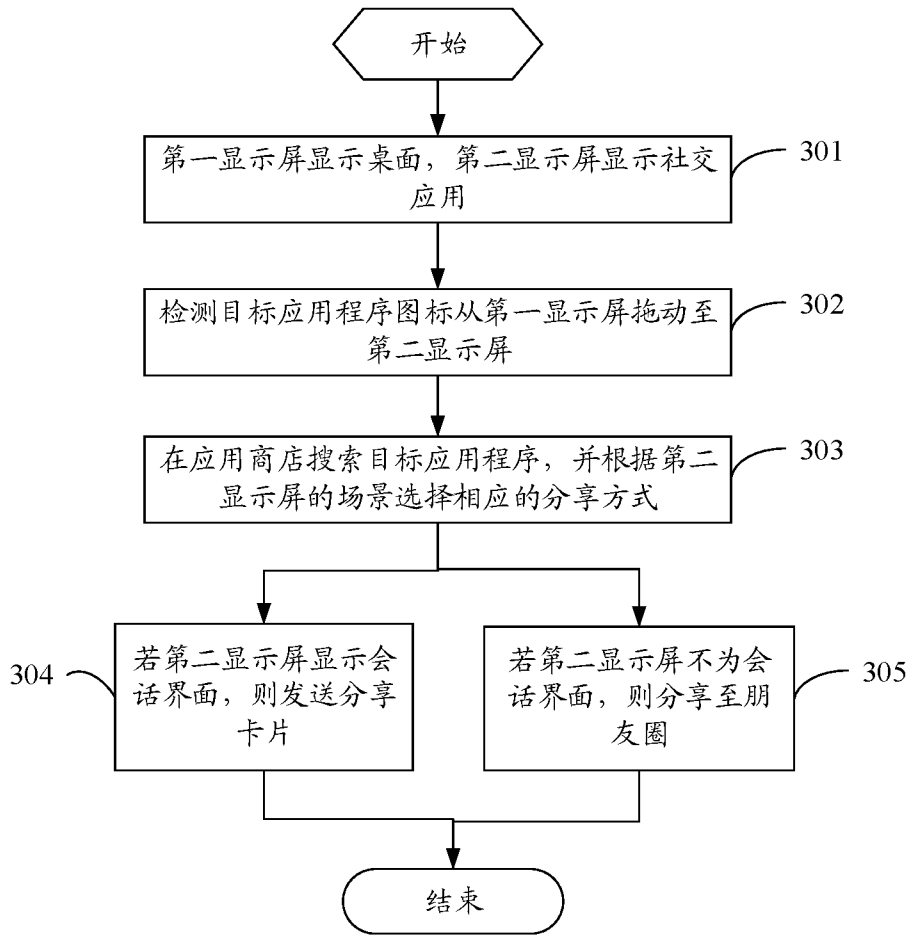 开始
第一显示屏显示桌面，第二显示屏显示社交
应用
301
检测目标应用程序图标从第一显示屏拖动至
第二显示屏
302
在应用商店搜索目标应用程序，并根据第二
显示屏的场景选择相应的分享方式
303
304
若第二显示屏显示会
话界面，则发送分享
卡片
若第二显示屏不为会
话界面，则分享至朋
友圈
305
结束